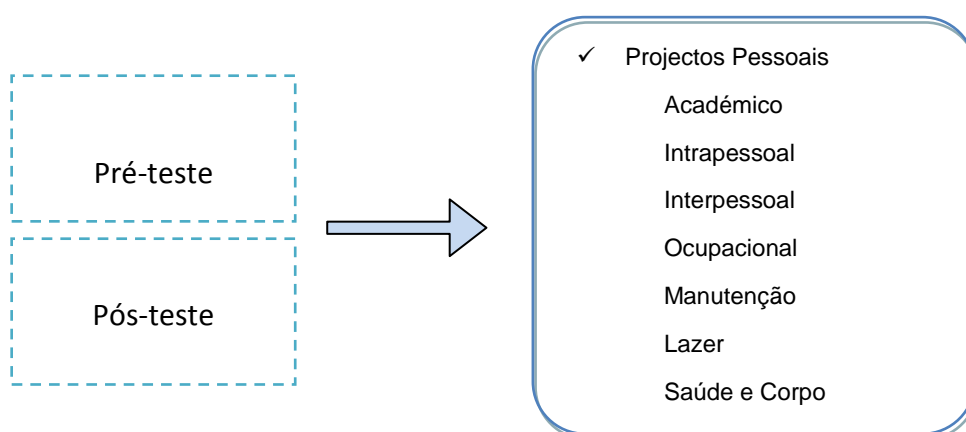 Pré-teste
Pós-teste
✓ Projectos Pessoais
Académico
Intrapessoal
Interpessoal
Ocupacional
Manutenção
Lazer
Saúde e Corpo